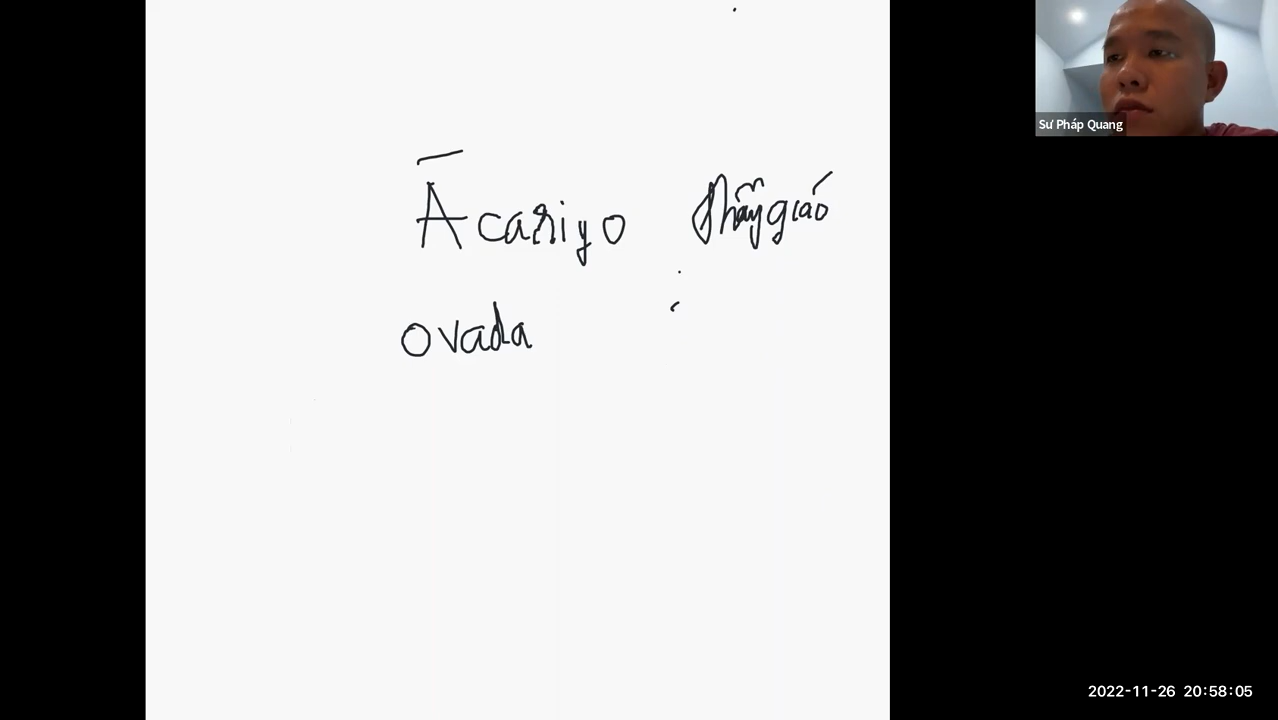 Sư Pháp Quang
Ācariyo thầy giáo
ovada
2022-11-26 20:58:05